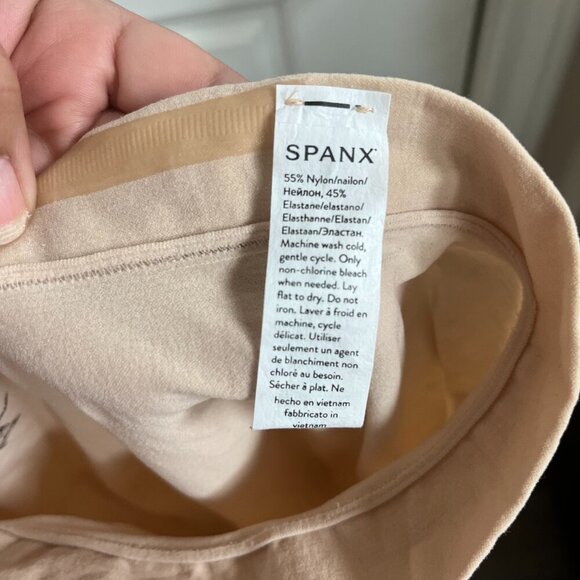 SPANX
55% Nylon/nailon/
Нейлон, 45%
Elastane/elastano/
Elasthanne/Elastan/
Elastaan/Эластан.
Machine wash cold,
gentle cycle. Only
non-chlorine bleach
when needed. Lay
flat to dry. Do not
iron. Laver à froid en
machine, cycle
délicat. Utiliser
seulement un agent
de blanchiment non
chloré au besoin.
Sécher à plat. Ne
hecho en vietnam
fabbricato in
vietnam